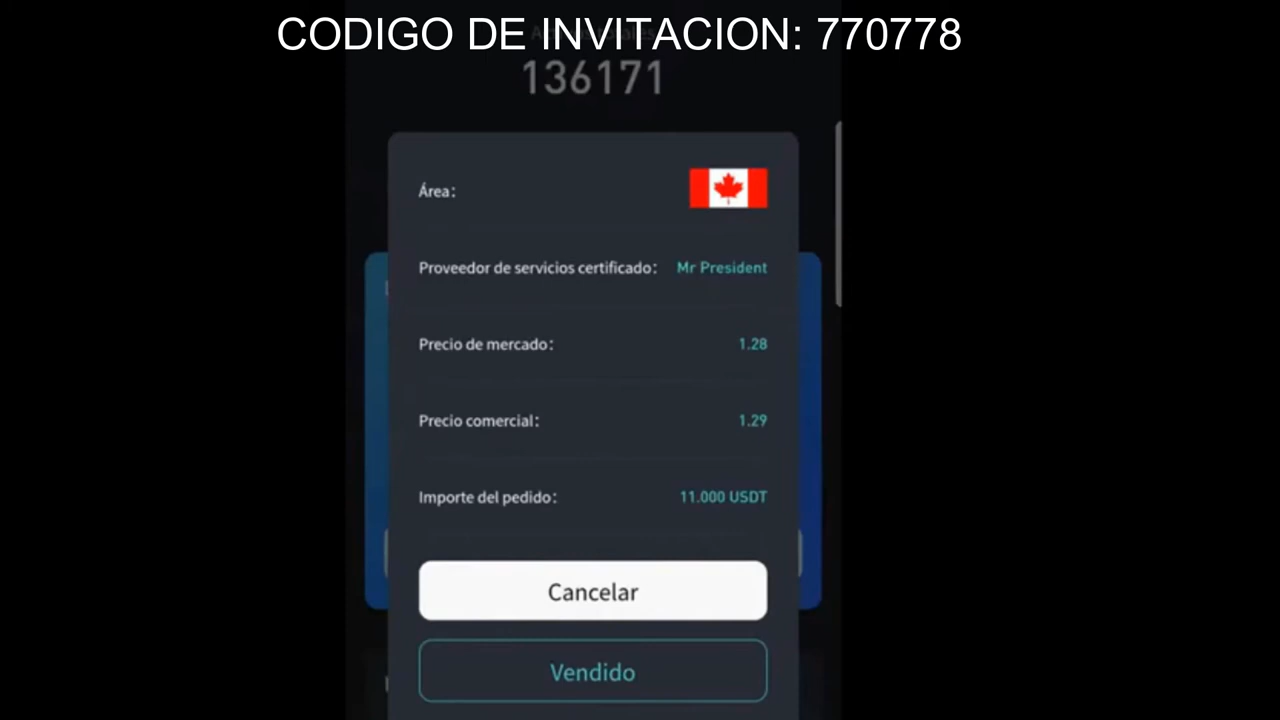 CODIGO DE INVITACION: 770778
136171
Área:
Proveedor de servicios certificado: Mr President
Precio de mercado: 1.28
Precio comercial: 1.29
Importe del pedido: 11.000 USDT
Cancelar
Vendido